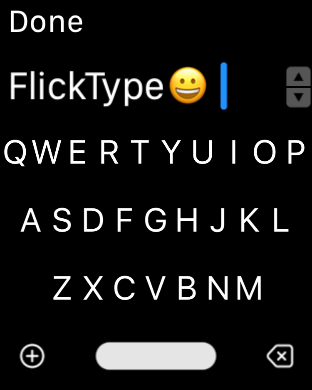 Done
FlickType😀
Q W E R T Y U I O P
A S D F G H J K L
Z X C V B N M